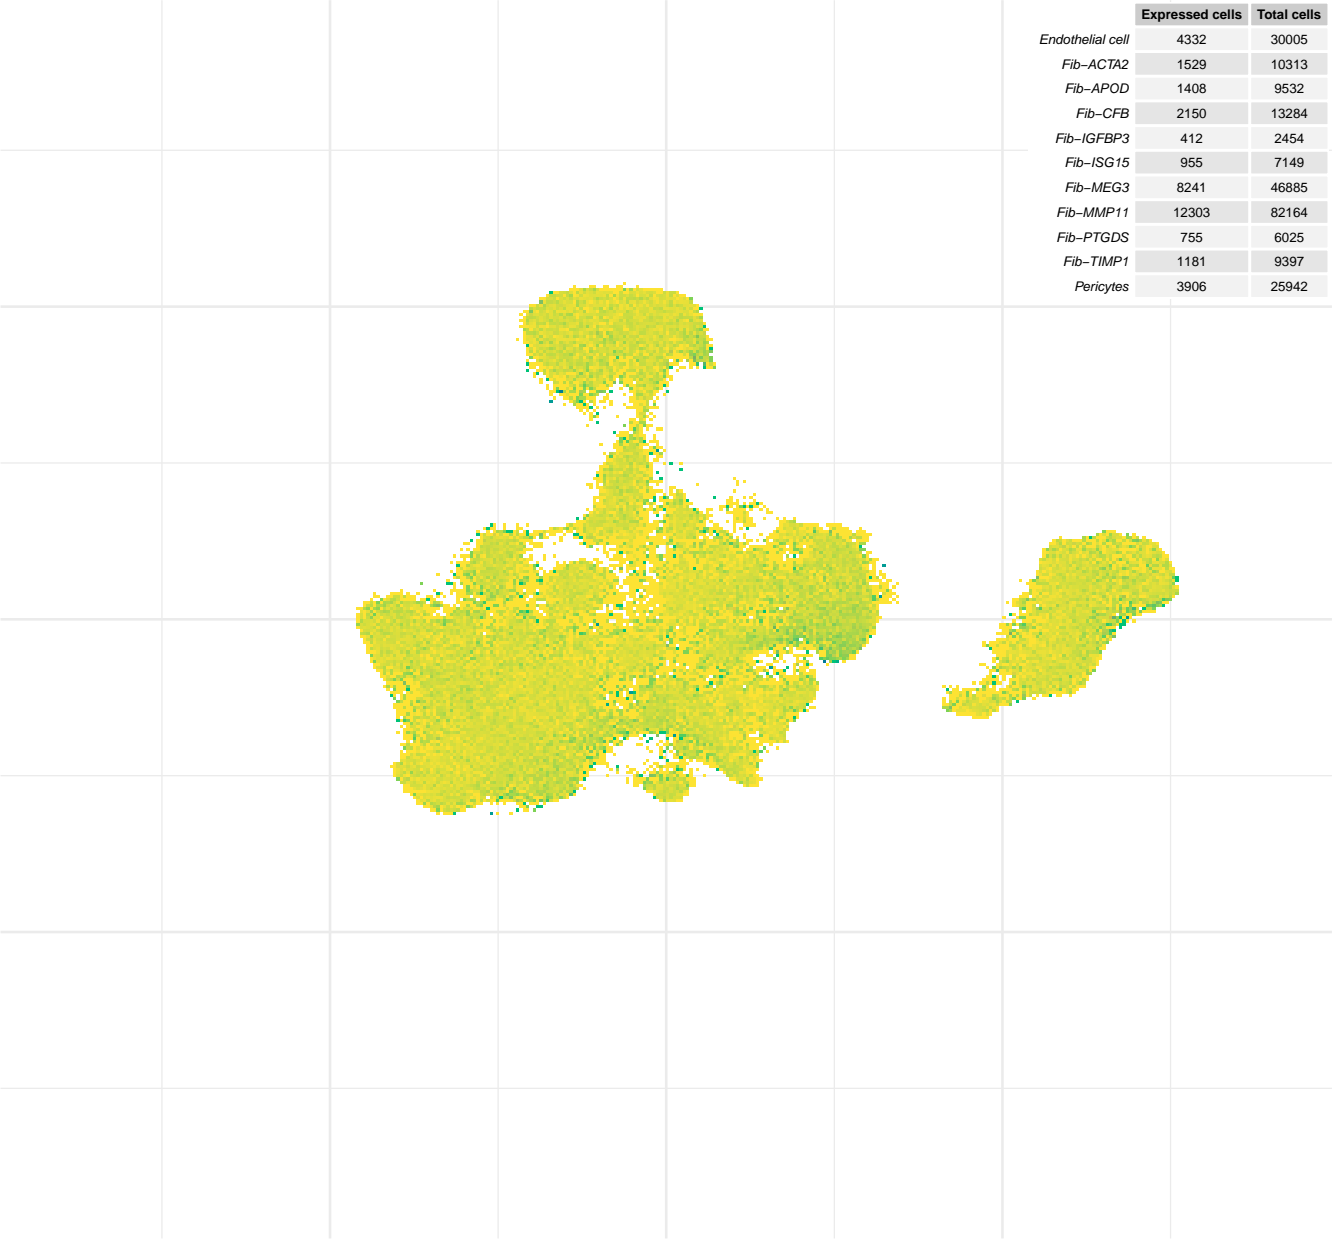 Expressed cells Total cells
Endothelial cell 4332 30005
Fib−ACTA2 1529 10313
Fib−APOD 1408 9532
Fib−CFB 2150 13284
Fib−IGFBP3 412 2454
Fib−ISG15 955 7149
Fib−MEG3 8241 46885
Fib−MMP11 12303 82164
Fib−PTGDS 755 6025
Fib−TIMP1 1181 9397
Pericytes 3906 25942